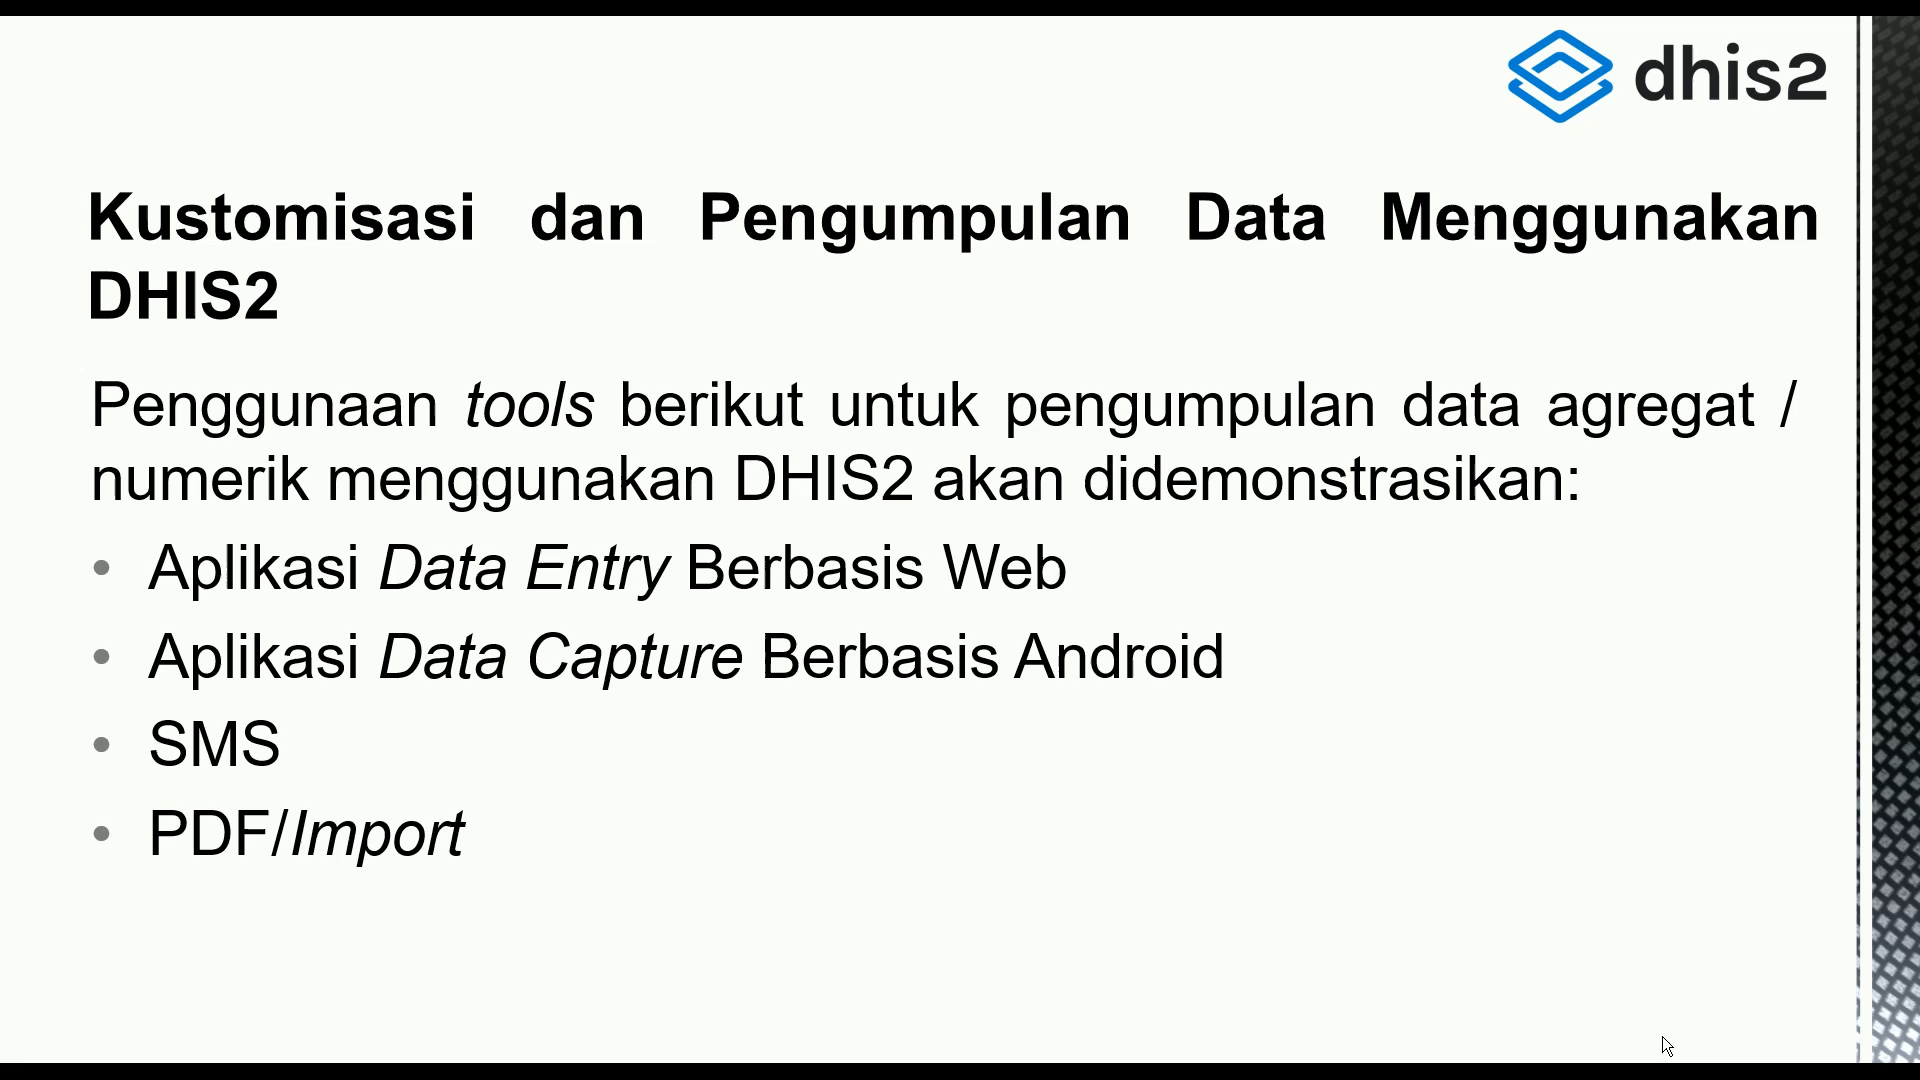 dhis2
Kustomisasi dan Pengumpulan Data Menggunakan
DHIS2
Penggunaan tools berikut untuk pengumpulan data agregat /
numerik menggunakan DHIS2 akan didemonstrasikan:
• Aplikasi Data Entry Berbasis Web
• Aplikasi Data Capture Berbasis Android
• SMS
• PDF/Import